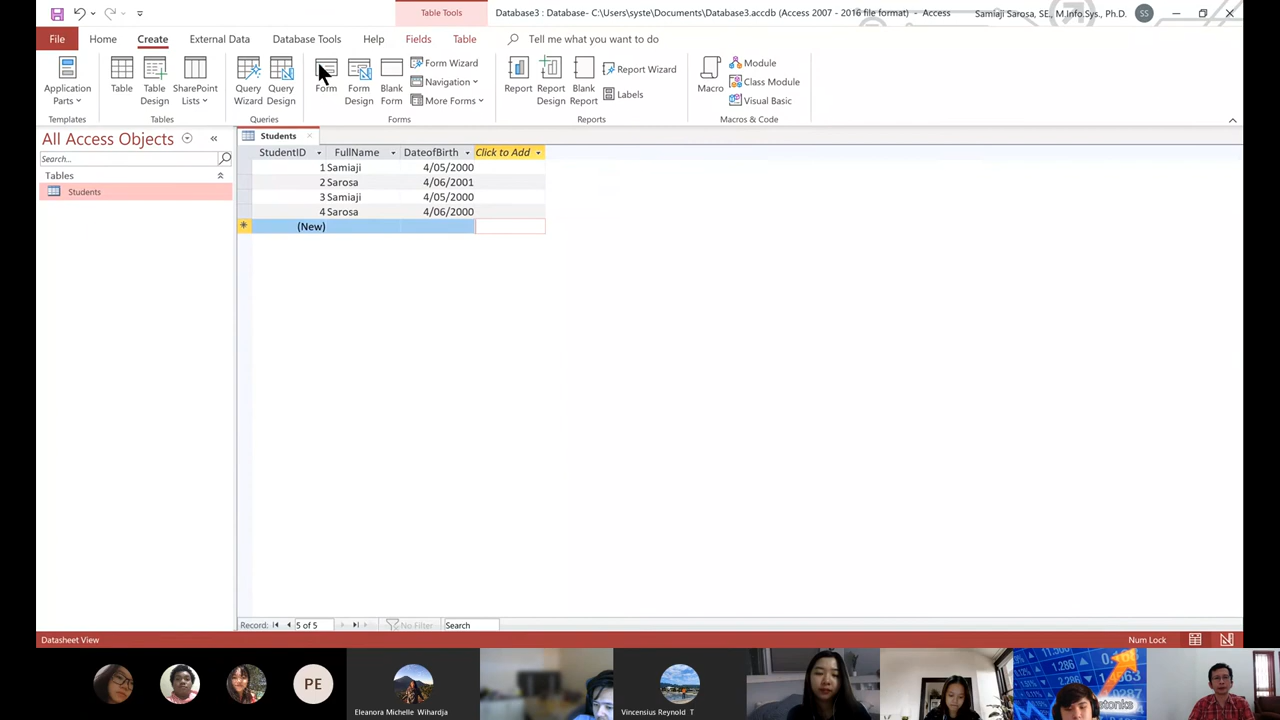 Table Tools
Database3 : Database- C:\Users\syste\Documents\Database3.accdb (Access 2007 - 2016 file format) - Access
Samiaji Sarosa, SE., M.Info.Sys., Ph.D.
SS
File
Home
Create
External Data
Database Tools
Help
Fields
Table
Tell me what you want to do
Application Parts
Table
Table Design
SharePoint Lists
Query Wizard
Query Design
Form
Form Design
Blank Form
Form Wizard
Navigation
More Forms
Report
Report Design
Blank Report
Report Wizard
Labels
Macro
Module
Class Module
Visual Basic
Templates
Tables
Queries
Forms
Reports
Macros & Code
All Access Objects
Search...
Tables
Students
Students
StudentID FullName DateofBirth Click to Add
1 Samiaji 4/05/2000
2 Sarosa 4/06/2001
3 Samiaji 4/05/2000
4 Sarosa 4/06/2000
(New)
Record: 5 of 5 No Filter Search
Datasheet View
Num Lock
PE
Eleanora Michelle Wihardja
Vincensius Reynold T
1.286